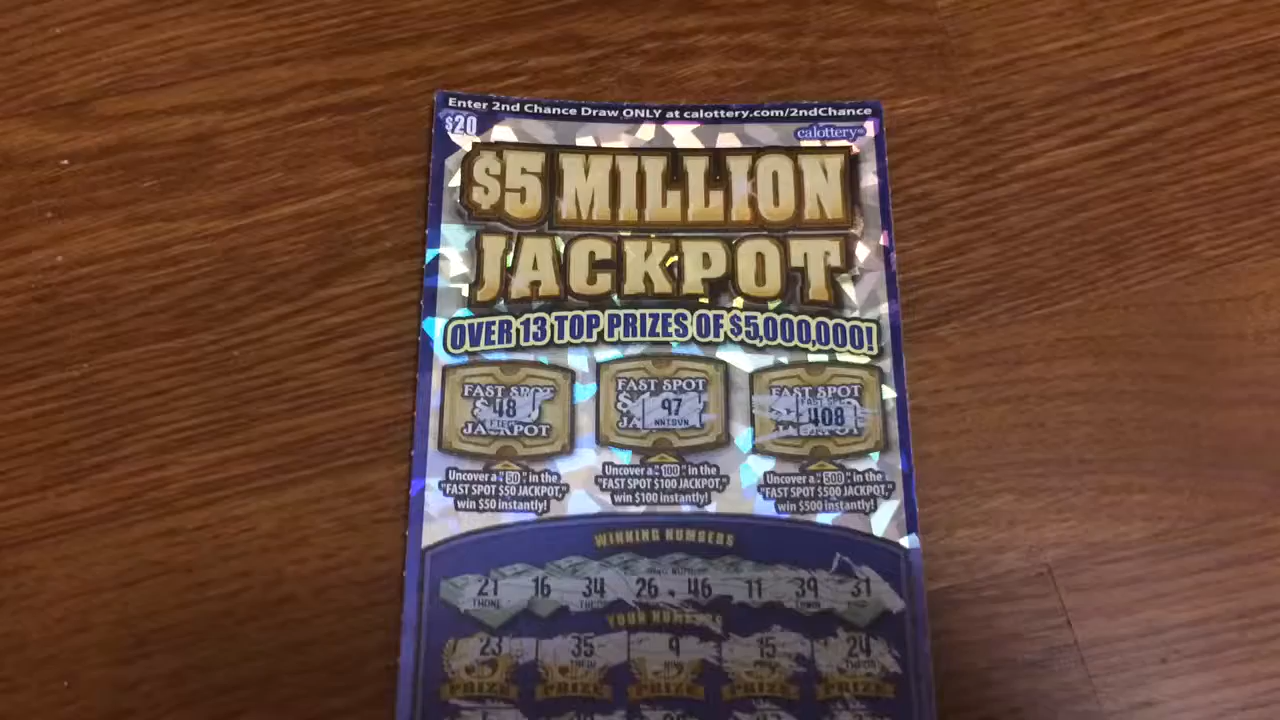 Enter 2nd Chance Draw ONLY at calottery.com/2ndChance
$20
calottery
$5 MILLION
JACKPOT
OVER 13 TOP PRIZES OF $5,000,000!
FAST SPOT
48
JACKPOT
Uncover a "50" in the
"FAST SPOT $50 JACKPOT,"
win $50 instantly!
FAST SPOT
97
NNTSVN
Uncover a "100" in the
"FAST SPOT $100 JACKPOT,"
win $100 instantly!
FAST SPOT
408
Uncover a "500" in the
"FAST SPOT $500 JACKPOT,"
win $500 instantly!
WINNING NUMBERS
21 16 34 26 46 11 39 31
YOUR NUMBERS
23 35 9 15 24
PRIZE PRIZE PRIZE PRIZE PRIZE